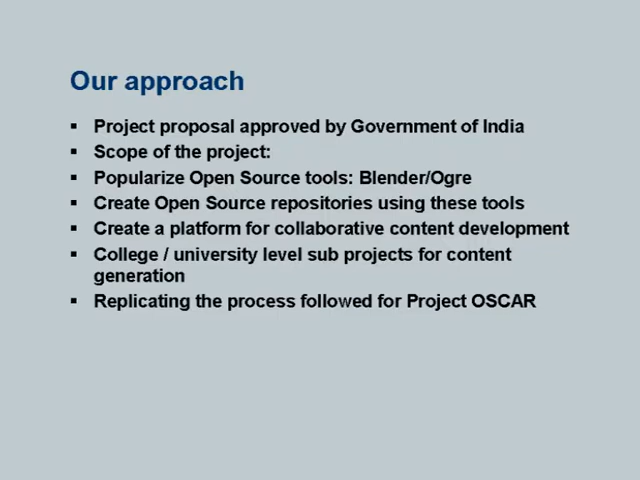 Our approach
▪ Project proposal approved by Government of India
▪ Scope of the project:
▪ Popularize Open Source tools: Blender/Ogre
▪ Create Open Source repositories using these tools
▪ Create a platform for collaborative content development
▪ College / university level sub projects for content
generation
▪ Replicating the process followed for Project OSCAR